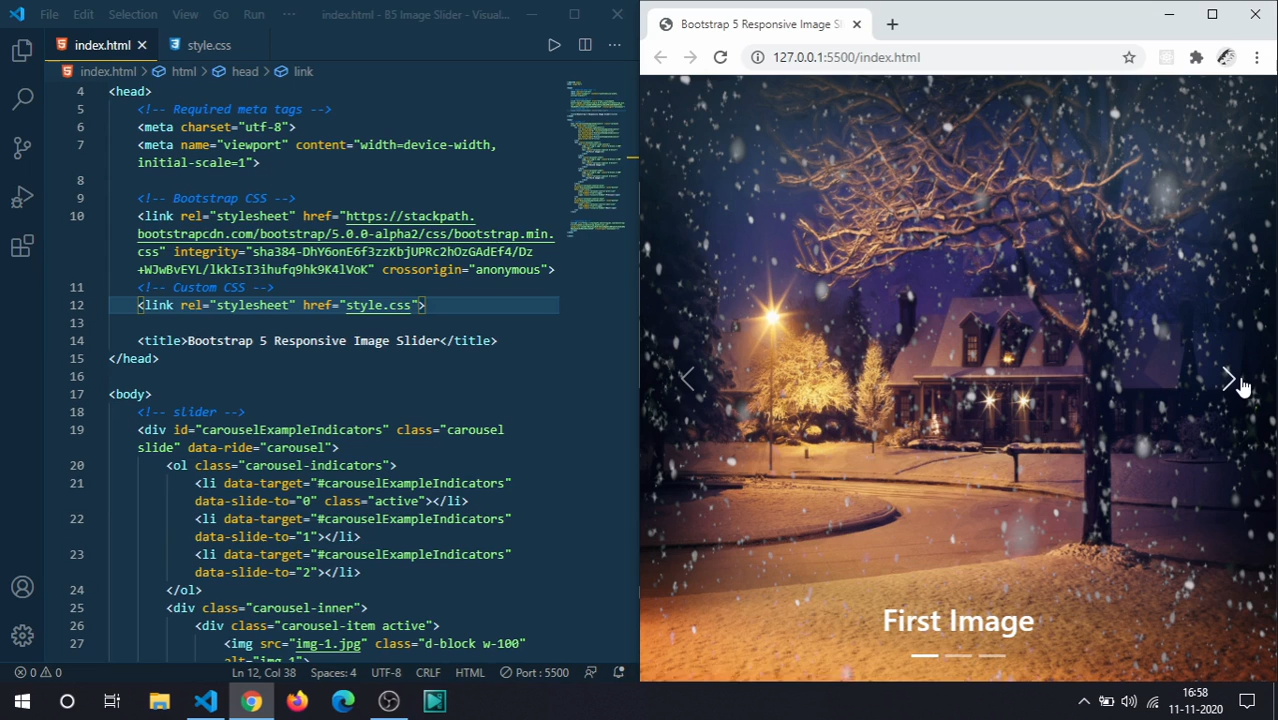 File Edit Selection View Go Run ··· index.html - B5 Image Slider - Visual...
index.html style.css
index.html > html > head > link
4 <head>
5 <!-- Required meta tags -->
6 <meta charset="utf-8">
7 <meta name="viewport" content="width=device-width,
initial-scale=1">
8
9 <!-- Bootstrap CSS -->
10 <link rel="stylesheet" href="https://stackpath.
bootstrapcdn.com/bootstrap/5.0.0-alpha2/css/bootstrap.min.
css" integrity="sha384-DhY6onE6f3zzKbjUPRc2hOzGAdEf4/Dz
+WJwBvEYL/lkkIsI3ihufq9hk9K4lVoK" crossorigin="anonymous">
11 <!-- Custom CSS -->
12 <link rel="stylesheet" href="style.css">
13
14 <title>Bootstrap 5 Responsive Image Slider</title>
15 </head>
16
17 <body>
18 <!-- slider -->
19 <div id="carouselExampleIndicators" class="carousel
slide" data-ride="carousel">
20 <ol class="carousel-indicators">
21 <li data-target="#carouselExampleIndicators"
data-slide-to="0" class="active"></li>
22 <li data-target="#carouselExampleIndicators"
data-slide-to="1"></li>
23 <li data-target="#carouselExampleIndicators"
data-slide-to="2"></li>
24 </ol>
25 <div class="carousel-inner">
26 <div class="carousel-item active">
27 <img src="img-1.jpg" class="d-block w-100"
alt="img-1">
0 0 Ln 12, Col 38 Spaces: 4 UTF-8 CRLF HTML Port : 5500
Bootstrap 5 Responsive Image Sl
127.0.0.1:5500/index.html
First Image
16:58
11-11-2020